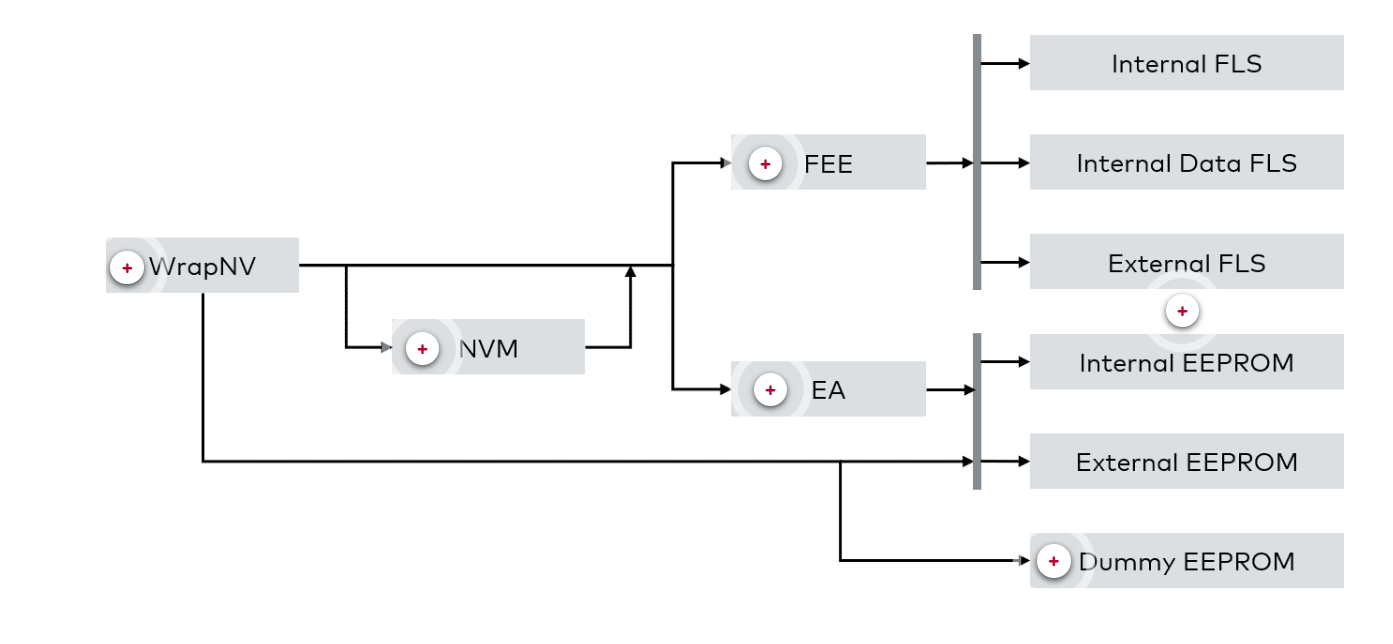 Internal FLS
FEE
Internal Data FLS
WrapNV
External FLS
NVM
Internal EEPROM
EA
External EEPROM
Dummy EEPROM